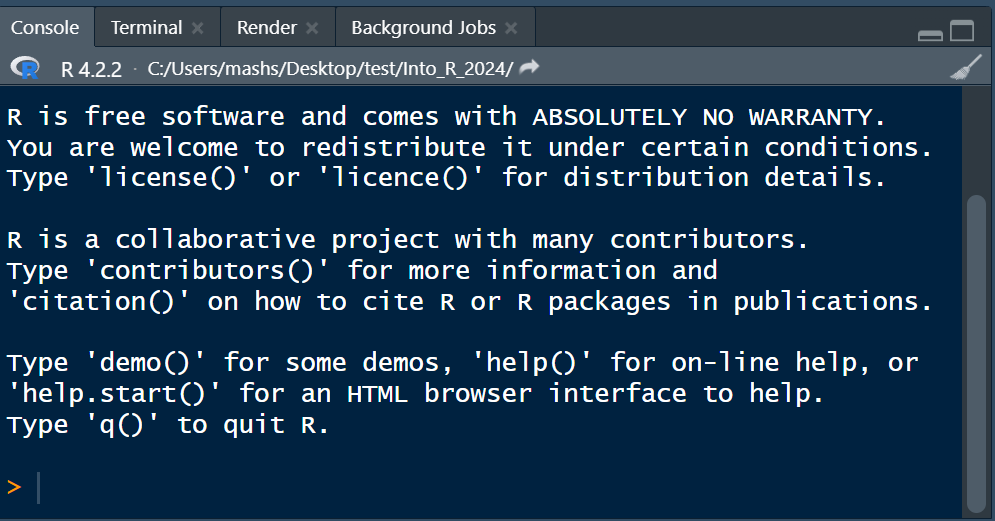 Console Terminal Render Background Jobs
R 4.2.2 · C:/Users/mashs/Desktop/test/Into_R_2024/
R is free software and comes with ABSOLUTELY NO WARRANTY.
You are welcome to redistribute it under certain conditions.
Type 'license()' or 'licence()' for distribution details.

R is a collaborative project with many contributors.
Type 'contributors()' for more information and
'citation()' on how to cite R or R packages in publications.

Type 'demo()' for some demos, 'help()' for on-line help, or
'help.start()' for an HTML browser interface to help.
Type 'q()' to quit R.

>